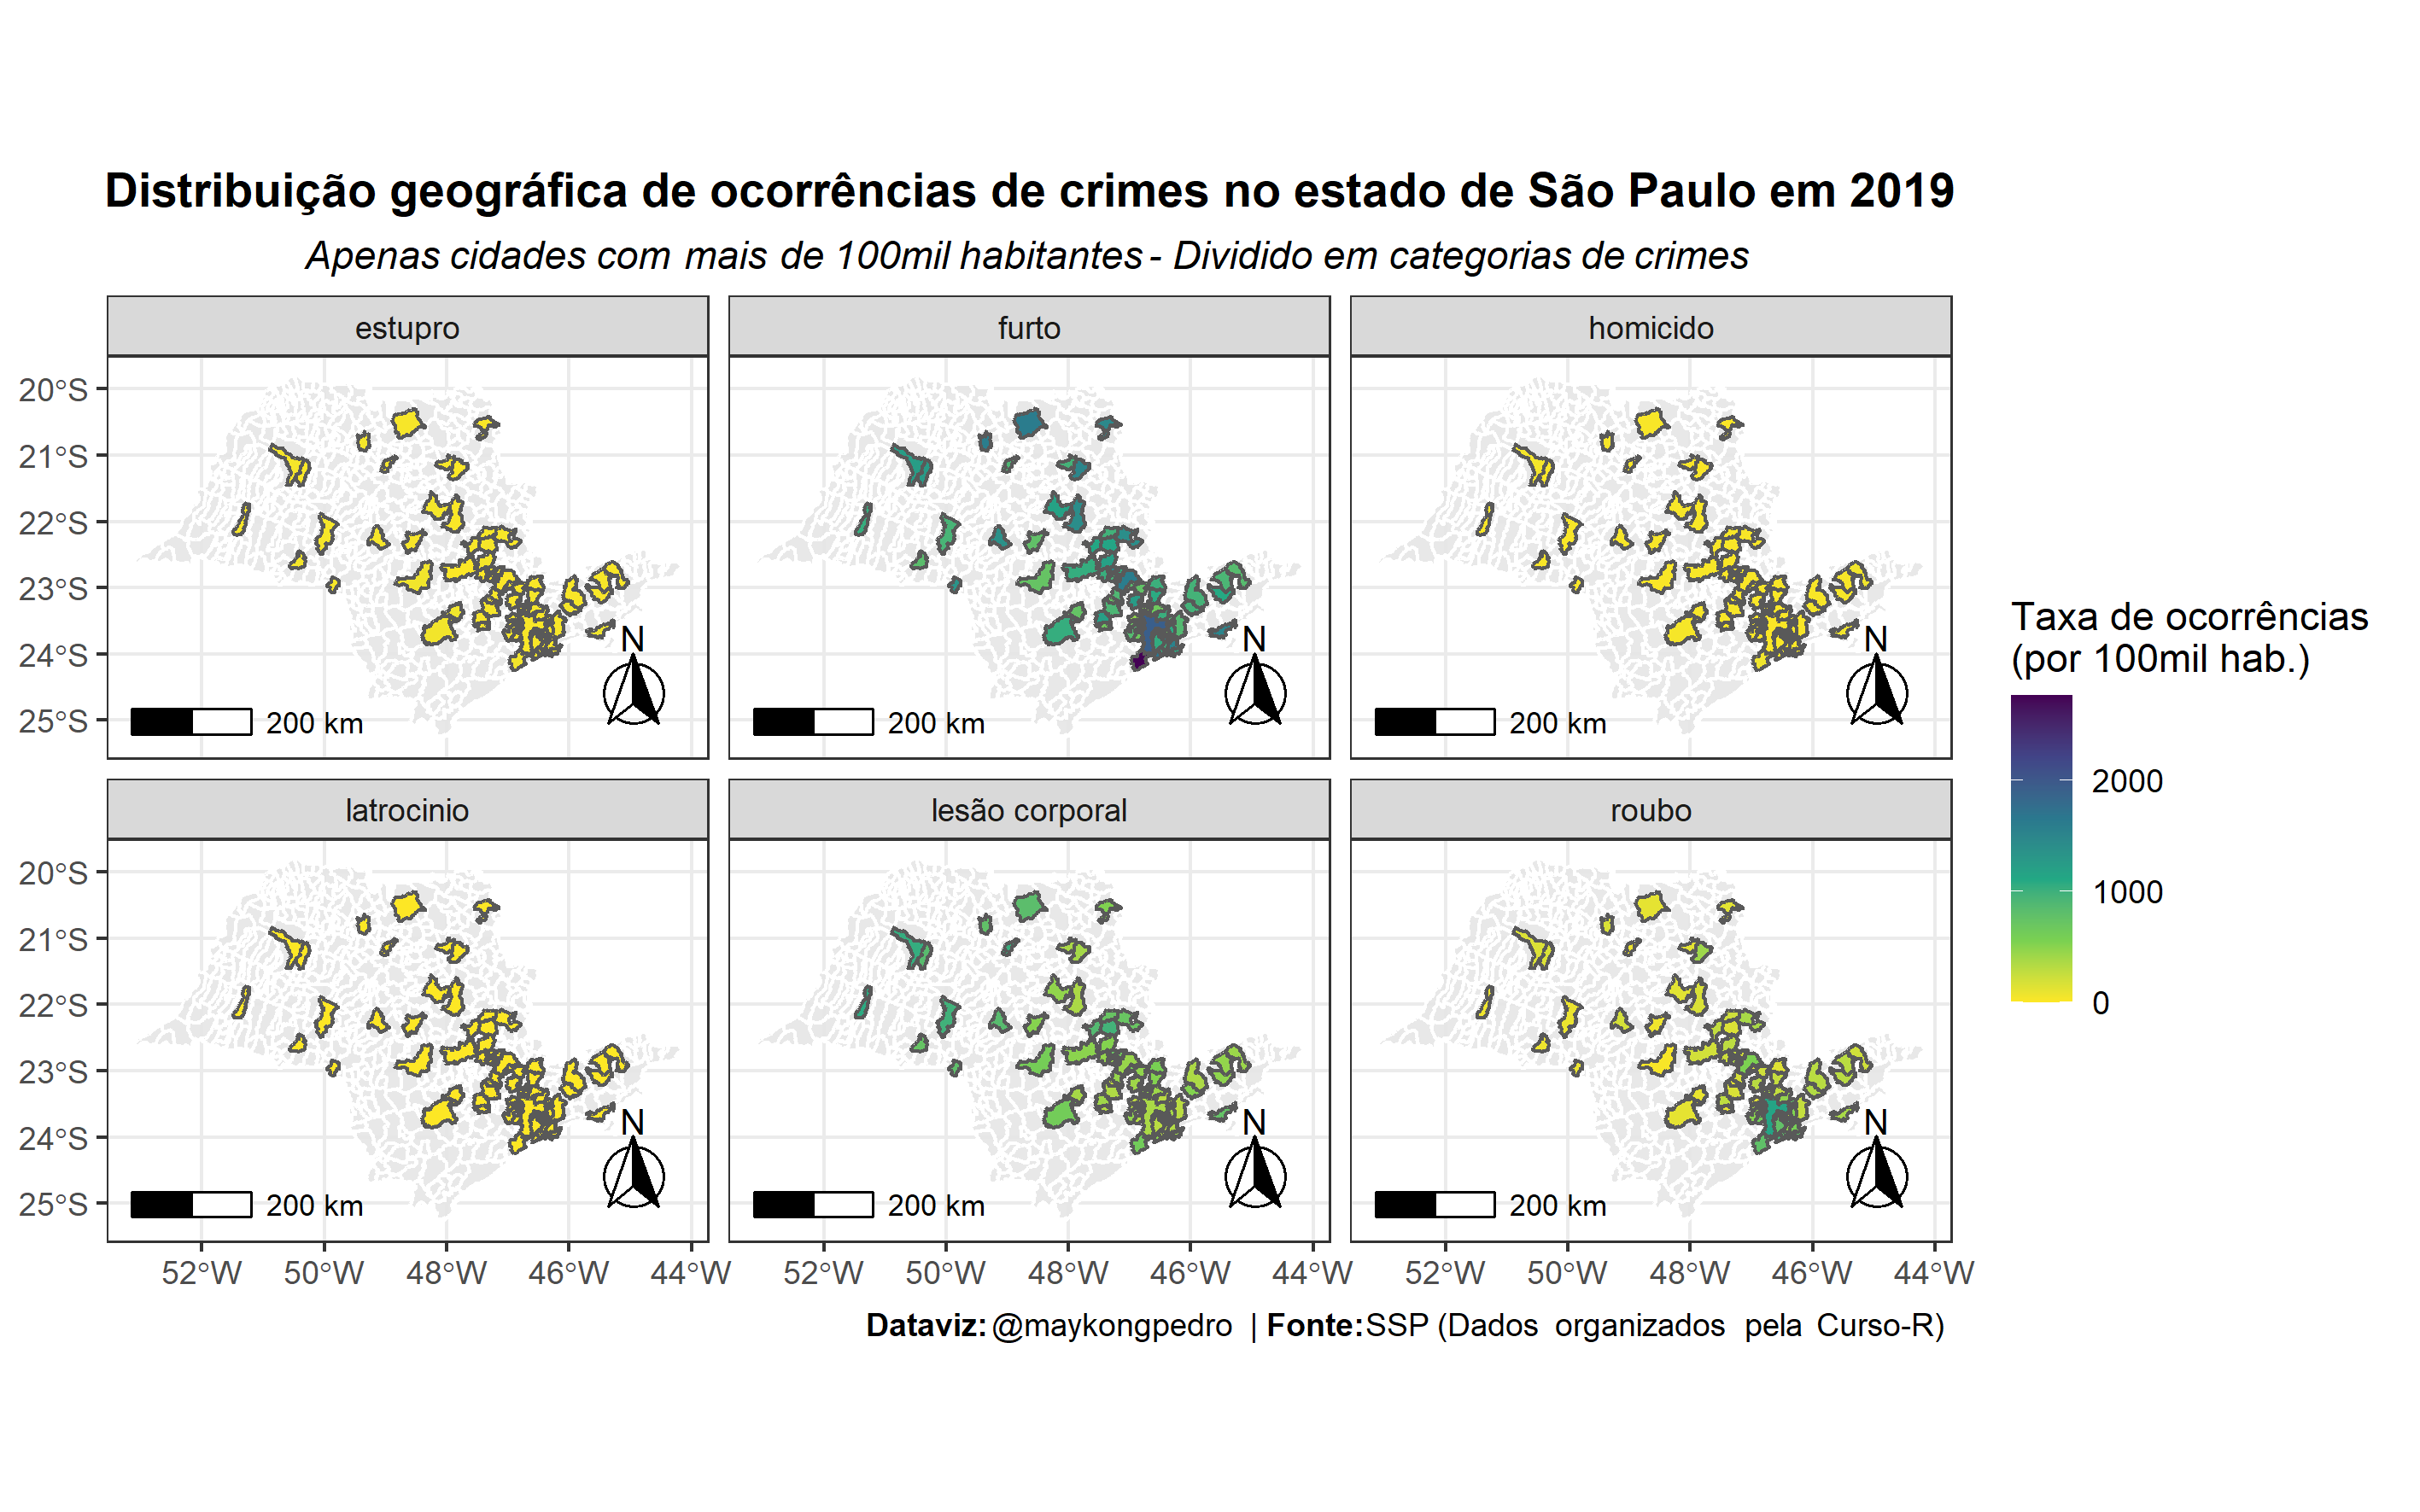 Distribuição geográfica de ocorrências de crimes no estado de São Paulo em 2019
Apenas cidades com mais de 100mil habitantes - Dividido em categorias de crimes
estupro
furto
homicido
20°S
21°S
22°S
23°S
24°S
25°S
N
200 km
N
200 km
N
200 km
latrocinio
lesão corporal
roubo
20°S
21°S
22°S
23°S
24°S
25°S
N
200 km
N
200 km
N
200 km
52°W 50°W 48°W 46°W 44°W
52°W 50°W 48°W 46°W 44°W
52°W 50°W 48°W 46°W 44°W
Taxa de ocorrências
(por 100mil hab.)
2000
1000
0
Dataviz: @maykongpedro | Fonte:SSP (Dados organizados pela Curso-R)